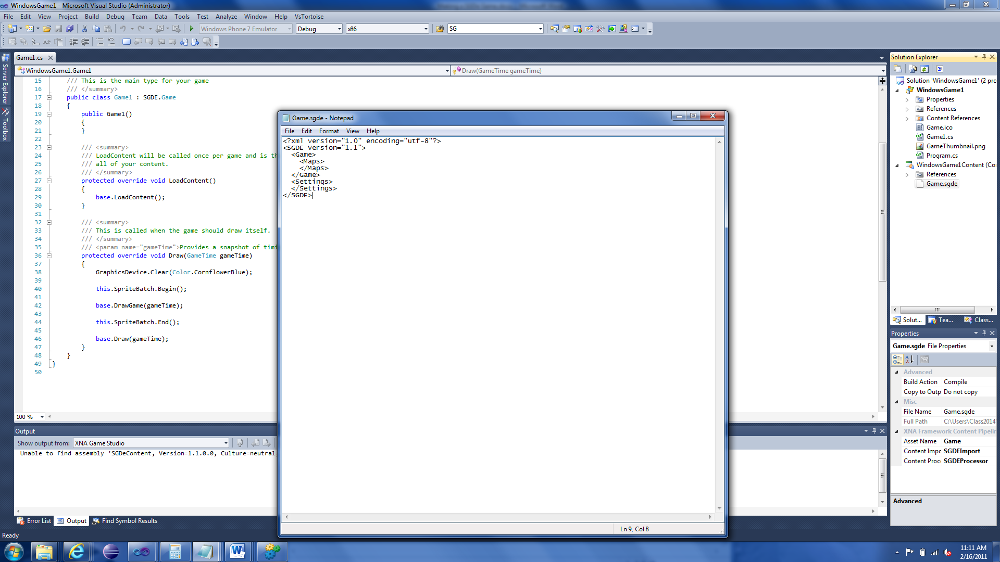 WindowsGame1 - Microsoft Visual Studio (Administrator)
File Edit View Project Build Debug Team Data Tools Test Analyze Window Help VsTortoise
Windows Phone 7 Emulator Debug x86 SG
Game1.cs
WindowsGame1.Game1 Draw(GameTime gameTime)
Server Explorer
Toolbox
15 /// This is the main type for your game
16 /// </summary>
17 public class Game1 : SGDE.Game
18 {
19 public Game1()
20 {
21 }
22
23 /// <summary>
24 /// LoadContent will be called once per game and is th
25 /// all of your content.
26 /// </summary>
27 protected override void LoadContent()
28 {
29 base.LoadContent();
30 }
31
32 /// <summary>
33 /// This is called when the game should draw itself.
34 /// </summary>
35 /// <param name="gameTime">Provides a snapshot of timi
36 protected override void Draw(GameTime gameTime)
37 {
38 GraphicsDevice.Clear(Color.CornflowerBlue);
39
40 this.SpriteBatch.Begin();
41
42 base.DrawGame(gameTime);
43
44 this.SpriteBatch.End();
45
46 base.Draw(gameTime);
47 }
48 }
49 }
50
100 %
Output
Show output from: XNA Game Studio
Unable to find assembly 'SGDeContent, Version=1.1.0.0, Culture=neutral,
Error List Output Find Symbol Results
Ready
Game.sgde - Notepad
File Edit Format View Help
<?xml version="1.0" encoding="utf-8"?>
<SGDE Version="1.1">
<Game>
<Maps>
</Maps>
</Game>
<Settings>
</Settings>
</SGDE>
Ln 9, Col 8
Solution Explorer
Solution 'WindowsGame1' (2 pro
WindowsGame1
Properties
References
Content References
Game.ico
Game1.cs
GameThumbnail.png
Program.cs
WindowsGame1Content (Co
References
Game.sgde
Solut... Tea... Class...
Properties
Game.sgde File Properties
Advanced
Build Action Compile
Copy to Outp Do not copy
Misc
File Name Game.sgde
Full Path C:\Users\Class2014\
XNA Framework Content Pipelin
Asset Name Game
Content Impo SGDEImport
Content Proc SGDEProcessor
Advanced
11:11 AM
2/16/2011